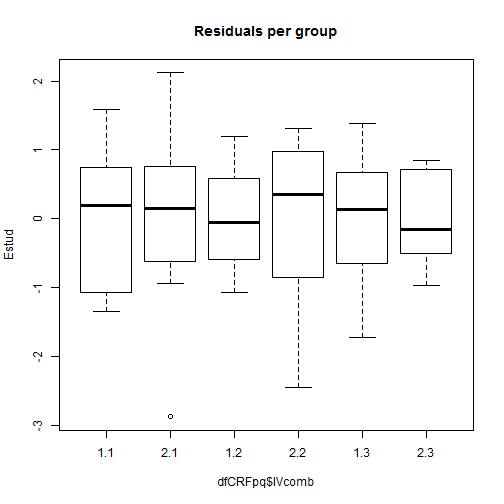 Residuals per group
Estud
2
1
0
-1
-2
-3
1.1 2.1 1.2 2.2 1.3 2.3
dfCRFpq$IVcomb